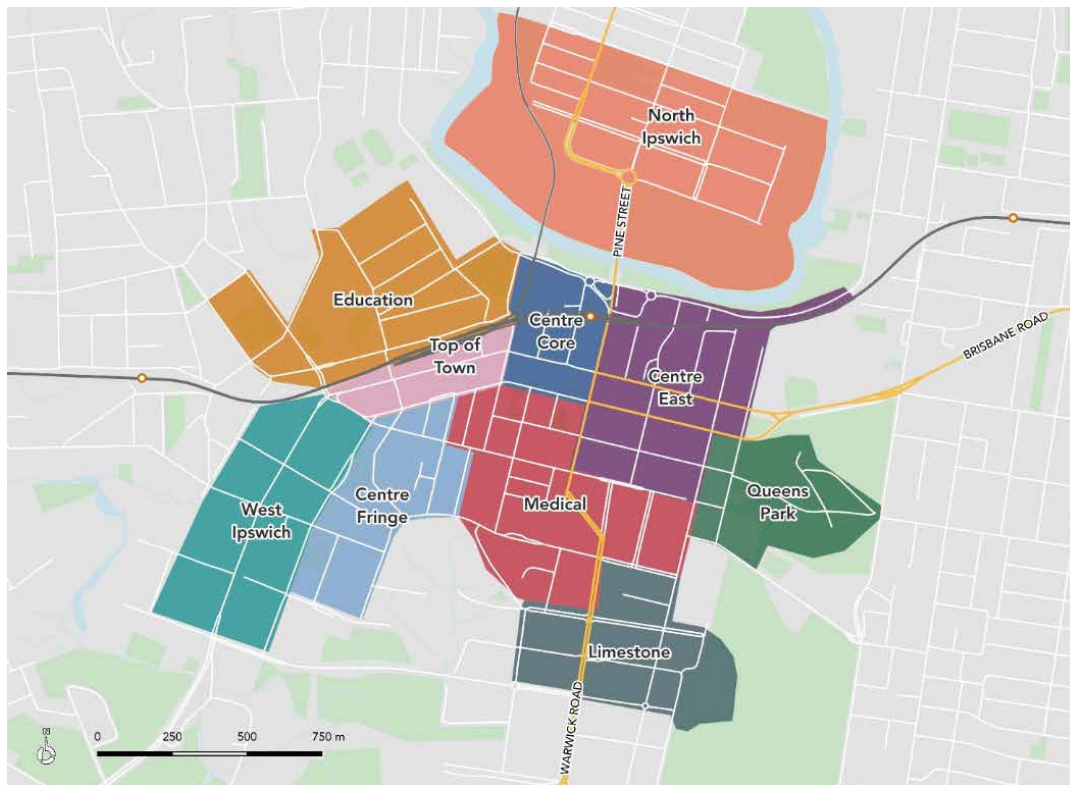 North
Ipswich
PINE STREET
Education
Centre
Core
Top of
Town
BRISBANE ROAD
Centre
East
Centre
Fringe
West
Ipswich
Medical
Queens
Park
Limestone
WARWICK ROAD
N
0 250 500 750 m